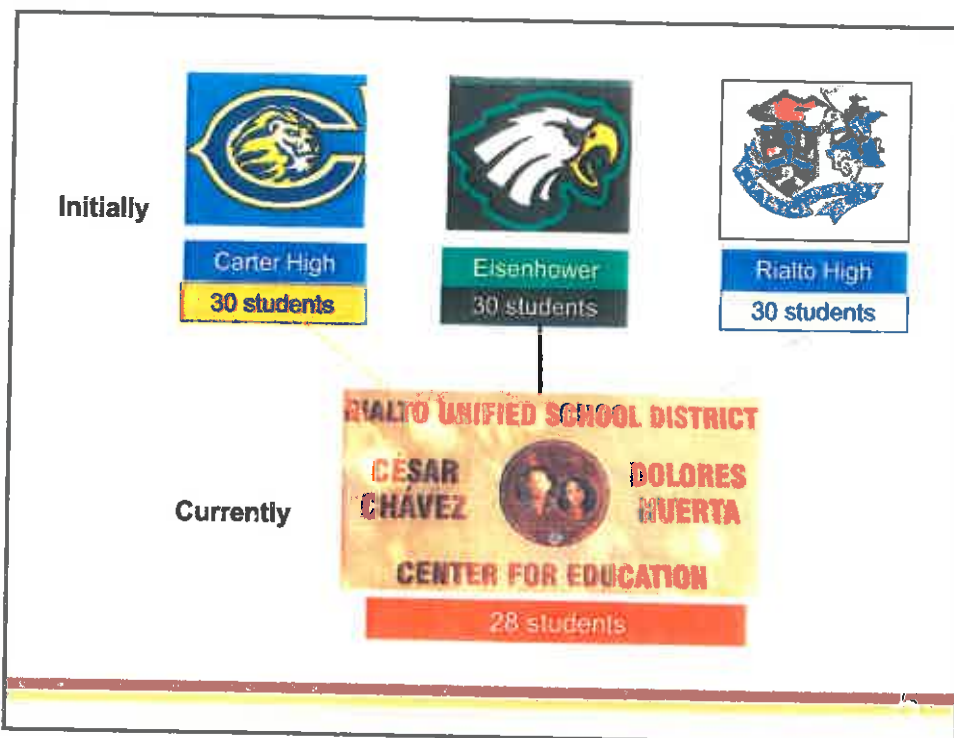 Initially
Carter High
30 students
Eisenhower
30 students
Rialto High
30 students
Currently
RIALTO UNIFIED SCHOOL DISTRICT
CÉSAR
CHÁVEZ
DOLORES
HUERTA
CENTER FOR EDUCATION
28 students